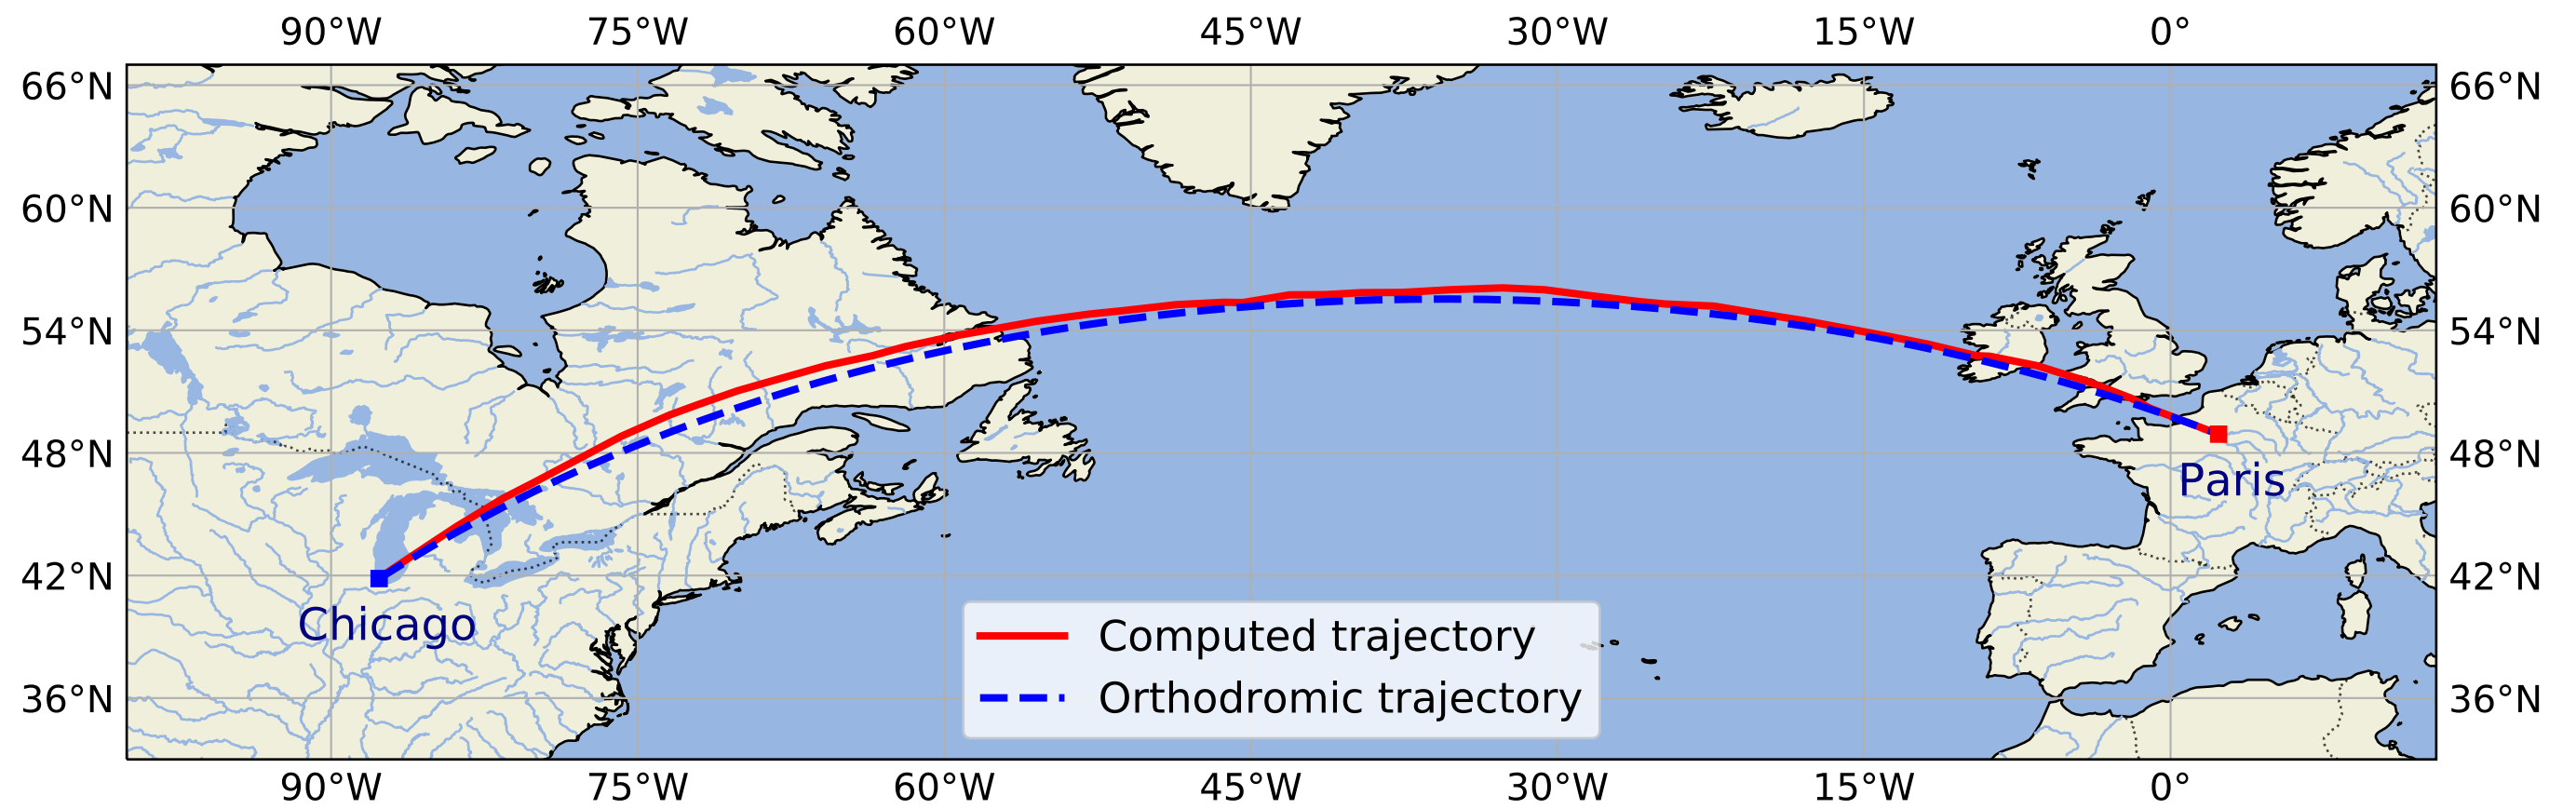 90°W 75°W 60°W 45°W 30°W 15°W 0°
66°N 66°N
60°N 60°N
54°N 54°N
48°N 48°N
Paris
42°N 42°N
Chicago
Computed trajectory
Orthodromic trajectory
36°N 36°N
90°W 75°W 60°W 45°W 30°W 15°W 0°